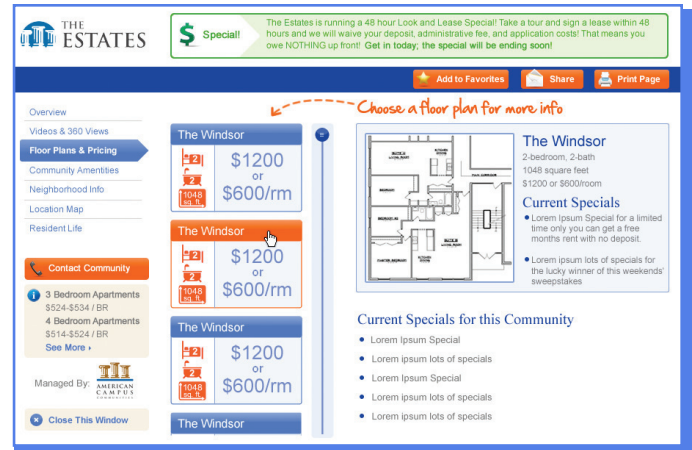 THE
ESTATES
$ Special!
The Estates is running a 48 hour Look and Lease Special! Take a tour and sign a lease within 48
hours and we will waive your deposit, administrative fee, and application costs! That means you
owe NOTHING up front! Get in today; the special will be ending soon!
Add to Favorites
Share
Print Page
Overview
Videos & 360 Views
Floor Plans & Pricing
Community Amentities
Neighborhood Info
Location Map
Resident Life
Contact Community
3 Bedroom Apartments
$524-$534 / BR
4 Bedroom Apartments
$514-$524 / BR
See More ›
Managed By:
AMERICAN
CAMPUS
COMMUNITIES
Close This Window
Choose a floor plan for more info
The Windsor
2
2
1048
sq. ft.
$1200
or
$600/rm
The Windsor
2
2
1048
sq. ft.
$1200
or
$600/rm
The Windsor
2
2
1048
sq. ft.
$1200
or
$600/rm
The Windsor
The Windsor
2-bedroom, 2-bath
1048 square feet
$1200 or $600/room
Current Specials
Lorem Ipsum Special for a limited
time only you can get a free
months rent with no deposit.
Lorem ipsum lots of specials for
the lucky winner of this weekends'
sweepstakes
Current Specials for this Community
Lorem Ipsum Special
Lorem ipsum lots of specials
Lorem Ipsum Special
Lorem ipsum lots of specials
Lorem ipsum lots of specials